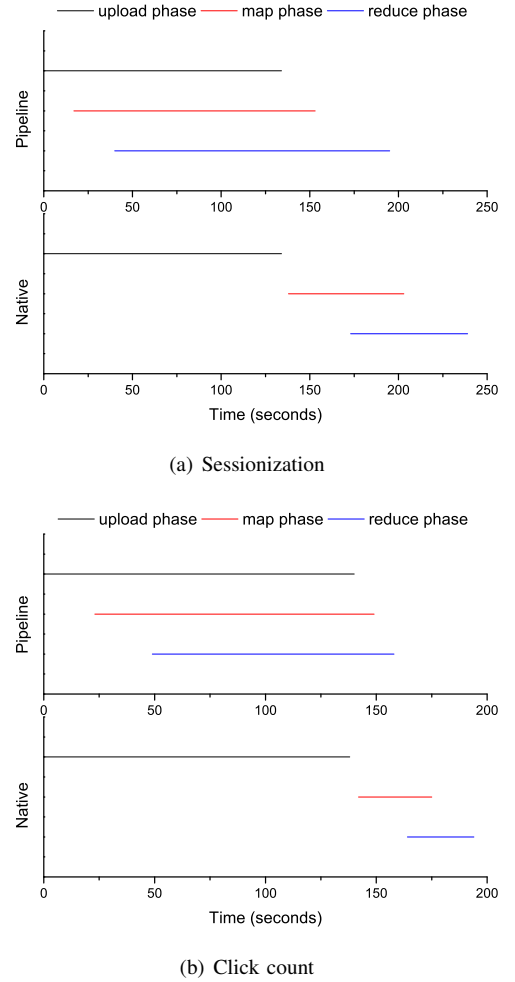 upload phase map phase reduce phase
Pipeline
0 50 100 150 200 250
Native
0 50 100 150 200 250
Time (seconds)
(a) Sessionization
upload phase map phase reduce phase
Pipeline
0 50 100 150 200
Native
0 50 100 150 200
Time (seconds)
(b) Click count